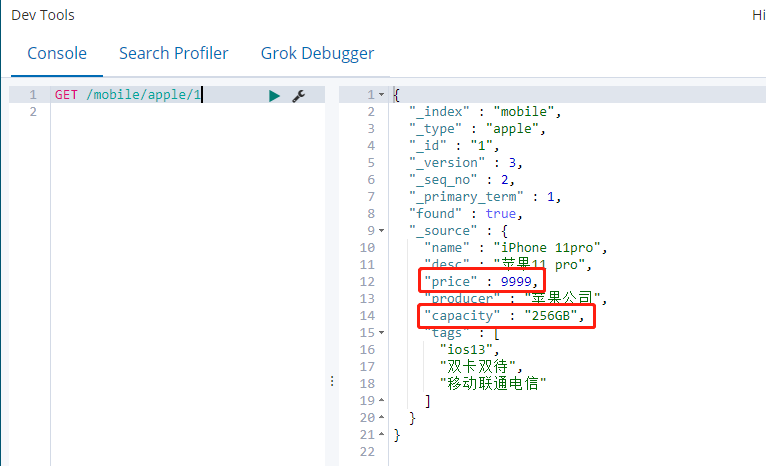 Dev Tools
Hi
Console Search Profiler Grok Debugger
1 GET /mobile/apple/1
2
1 {
2 "_index" : "mobile",
3 "_type" : "apple",
4 "_id" : "1",
5 "_version" : 3,
6 "_seq_no" : 2,
7 "_primary_term" : 1,
8 "found" : true,
9 "_source" : {
10 "name" : "iPhone 11pro",
11 "desc" : "苹果11 pro",
12 "price" : 9999,
13 "producer" : "苹果公司",
14 "capacity" : "256GB",
15 "tags" : [
16 "ios13",
17 "双卡双待",
18 "移动联通电信"
19 ]
20 }
21 }
22